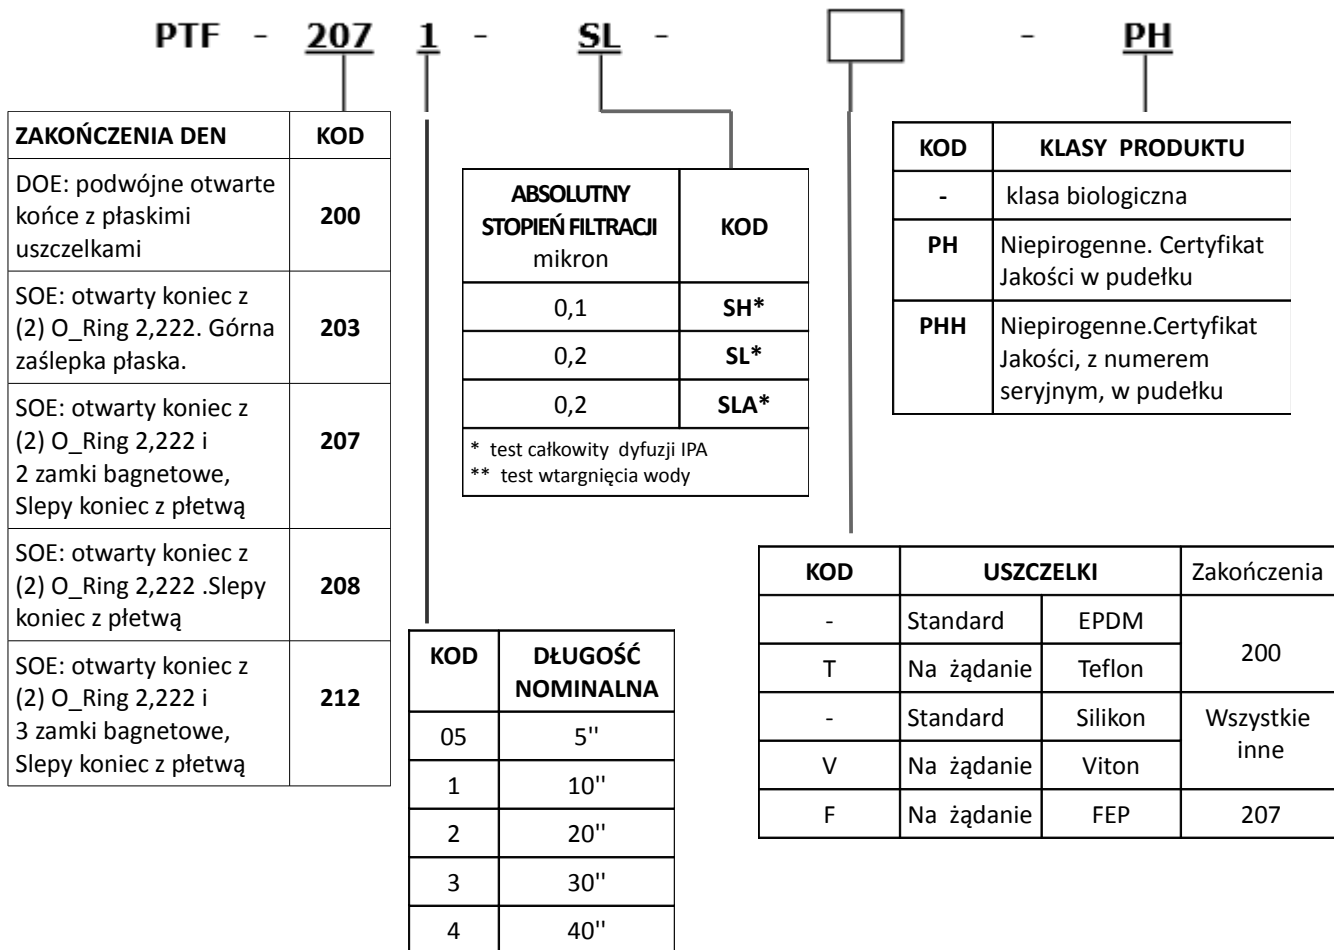 PTF - 207 1 - SL - - PH
ZAKOŃCZENIA DEN KOD
DOE: podwójne otwarte
końce z płaskimi
uszczelkami
200
SOE: otwarty koniec z
(2) O_Ring 2,222. Górna
zaślepka płaska.
203
SOE: otwarty koniec z
(2) O_Ring 2,222 i
2 zamki bagnetowe,
Slepy koniec z płetwą
207
SOE: otwarty koniec z
(2) O_Ring 2,222 .Slepy
koniec z płetwą
208
SOE: otwarty koniec z
(2) O_Ring 2,222 i
3 zamki bagnetowe,
Slepy koniec z płetwą
212
KOD DŁUGOŚĆ
NOMINALNA
05 5''
1 10''
2 20''
3 30''
4 40''
ABSOLUTNY
STOPIEŃ FILTRACJI
mikron
KOD
0,1 SH*
0,2 SL*
0,2 SLA*
* test całkowity dyfuzji IPA
** test wtargnięcia wody
KOD KLASY PRODUKTU
- klasa biologiczna
PH Niepirogenne. Certyfikat
Jakości w pudełku
PHH Niepirogenne.Certyfikat
Jakości, z numerem
seryjnym, w pudełku
KOD USZCZELKI Zakończenia
- Standard EPDM
T Na żądanie Teflon
200
- Standard Silikon
V Na żądanie Viton
Wszystkie
inne
F Na żądanie FEP 207